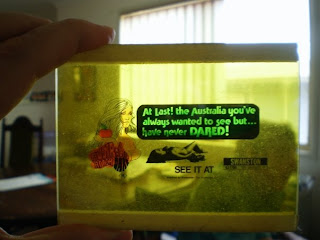 At Last! the Australia you've
always wanted to see but...
have never DARED!
SEE IT AT
SWANSTON